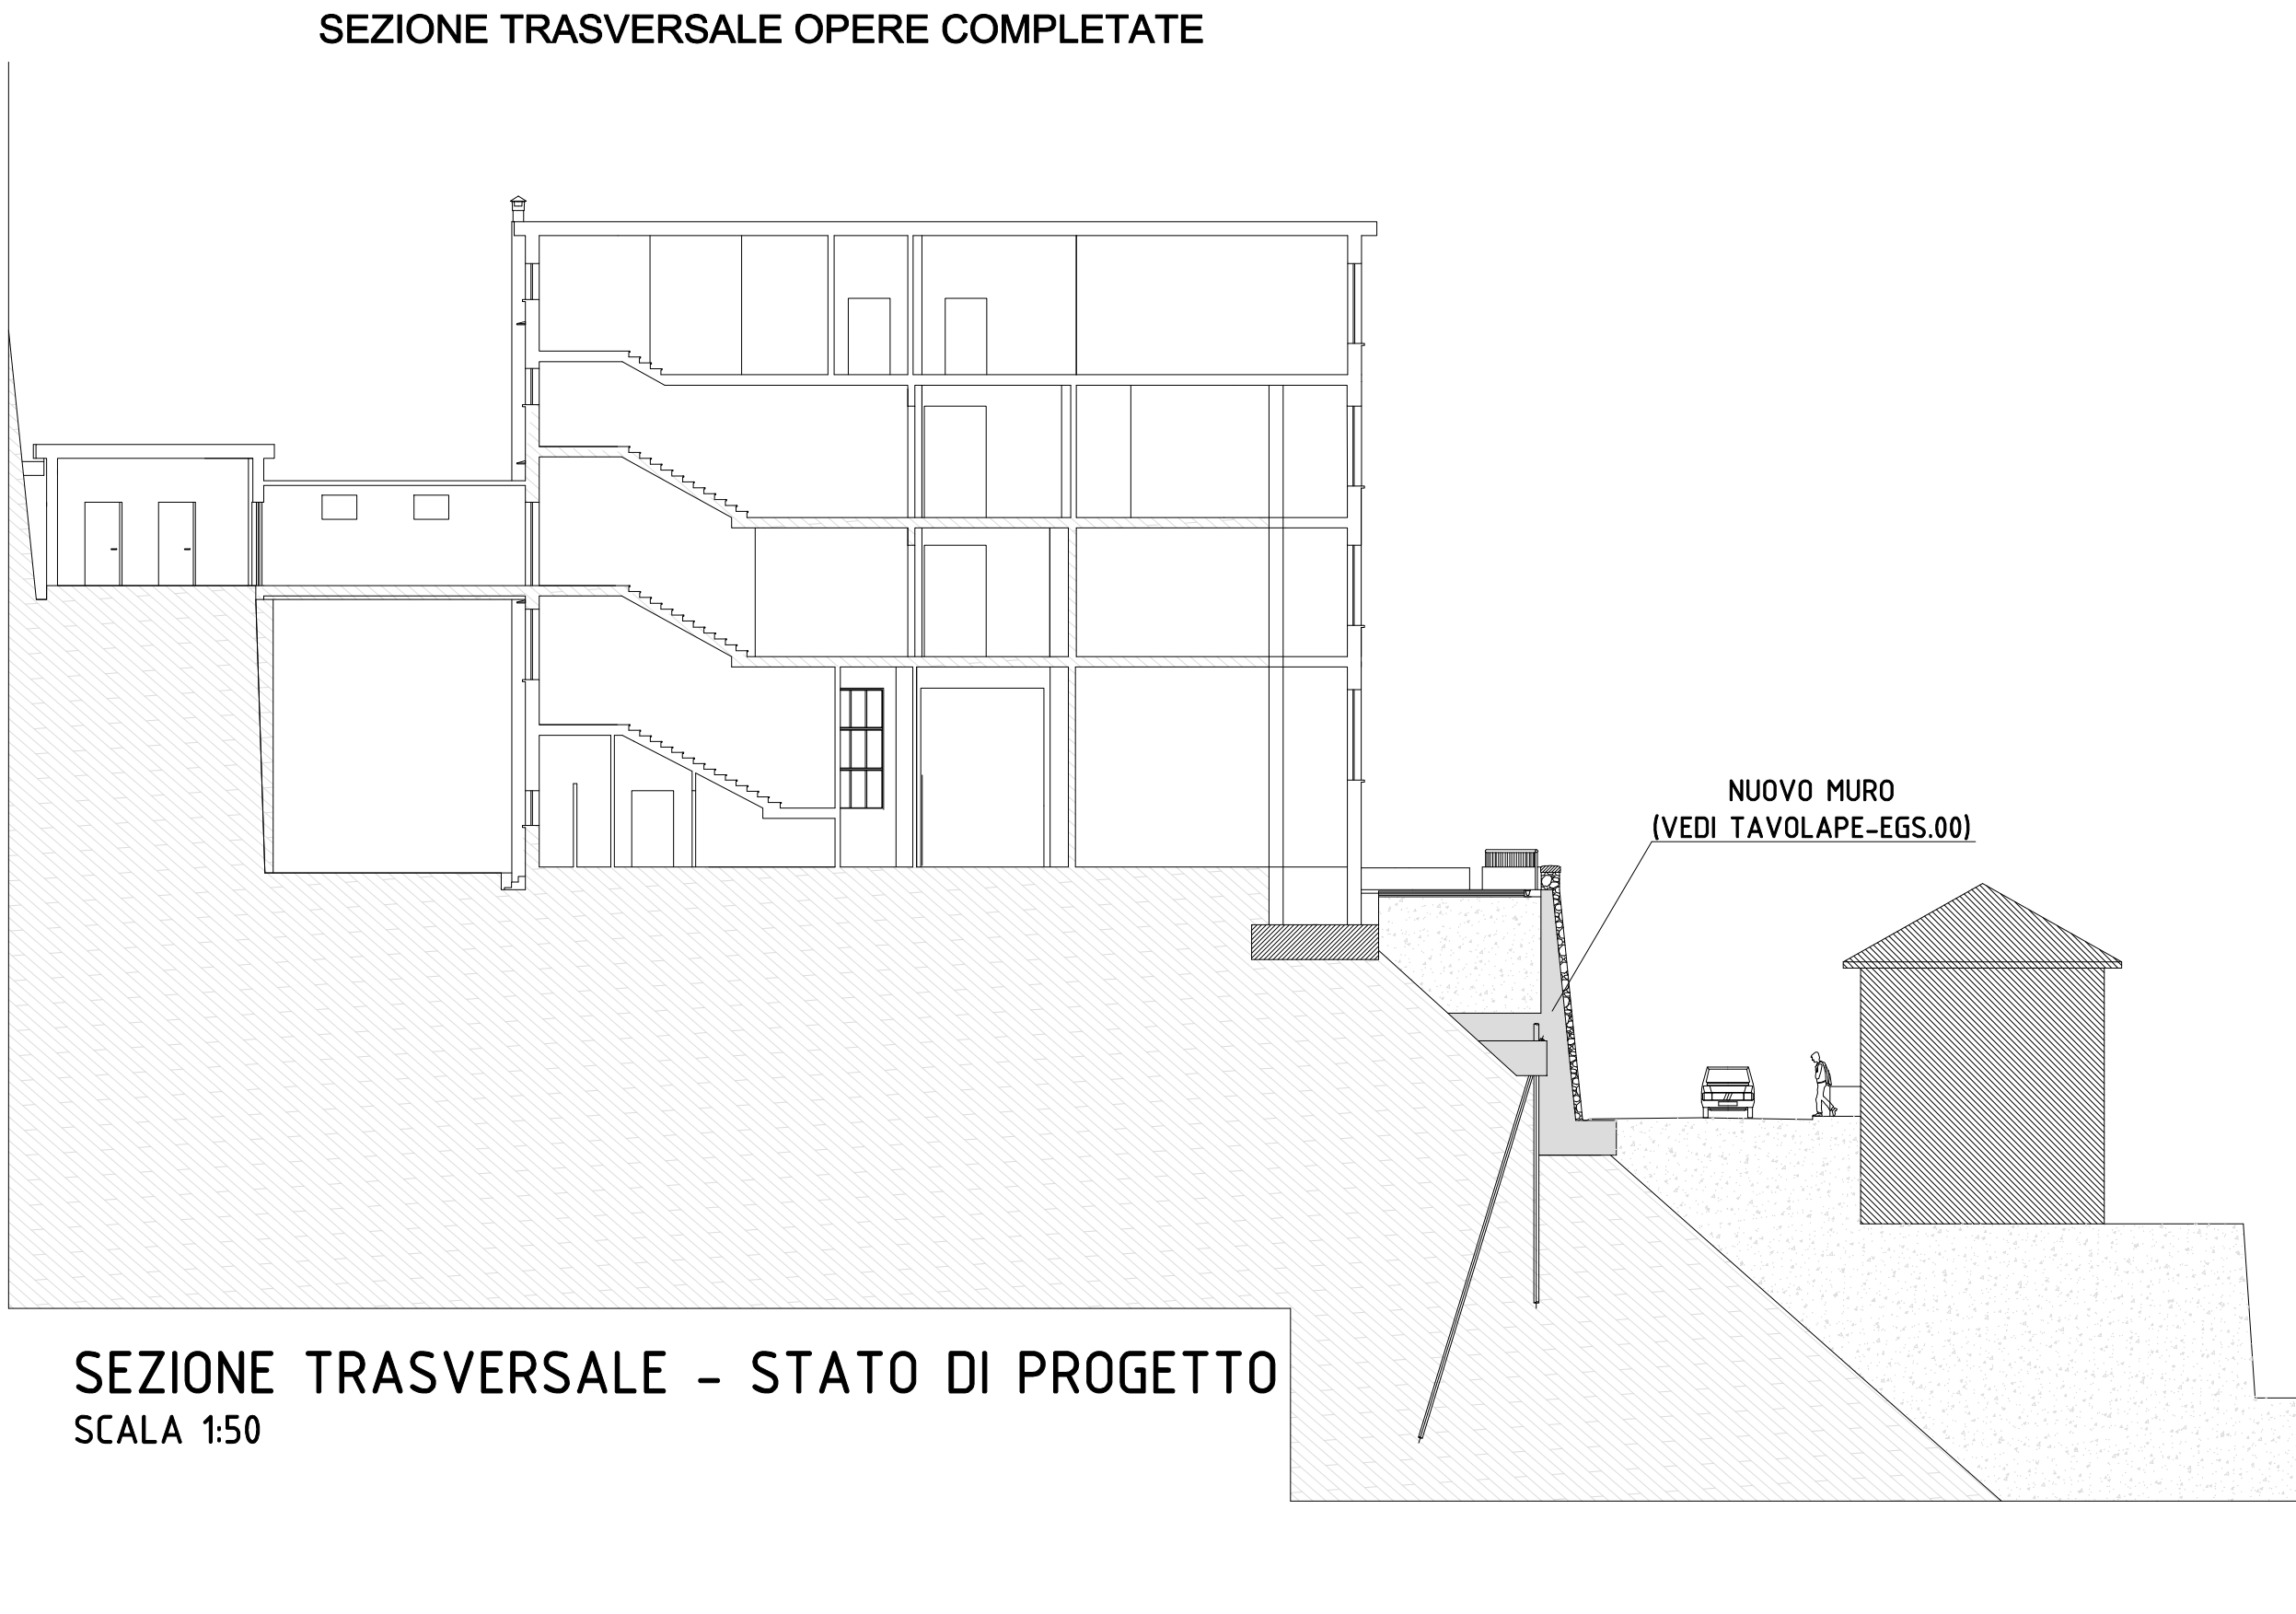 SEZIONE TRASVERSALE OPERE COMPLETATE
NUOVO MURO
(VEDI TAVOLAPE-EGS.00)
SEZIONE TRASVERSALE - STATO DI PROGETTO
SCALA 1:50